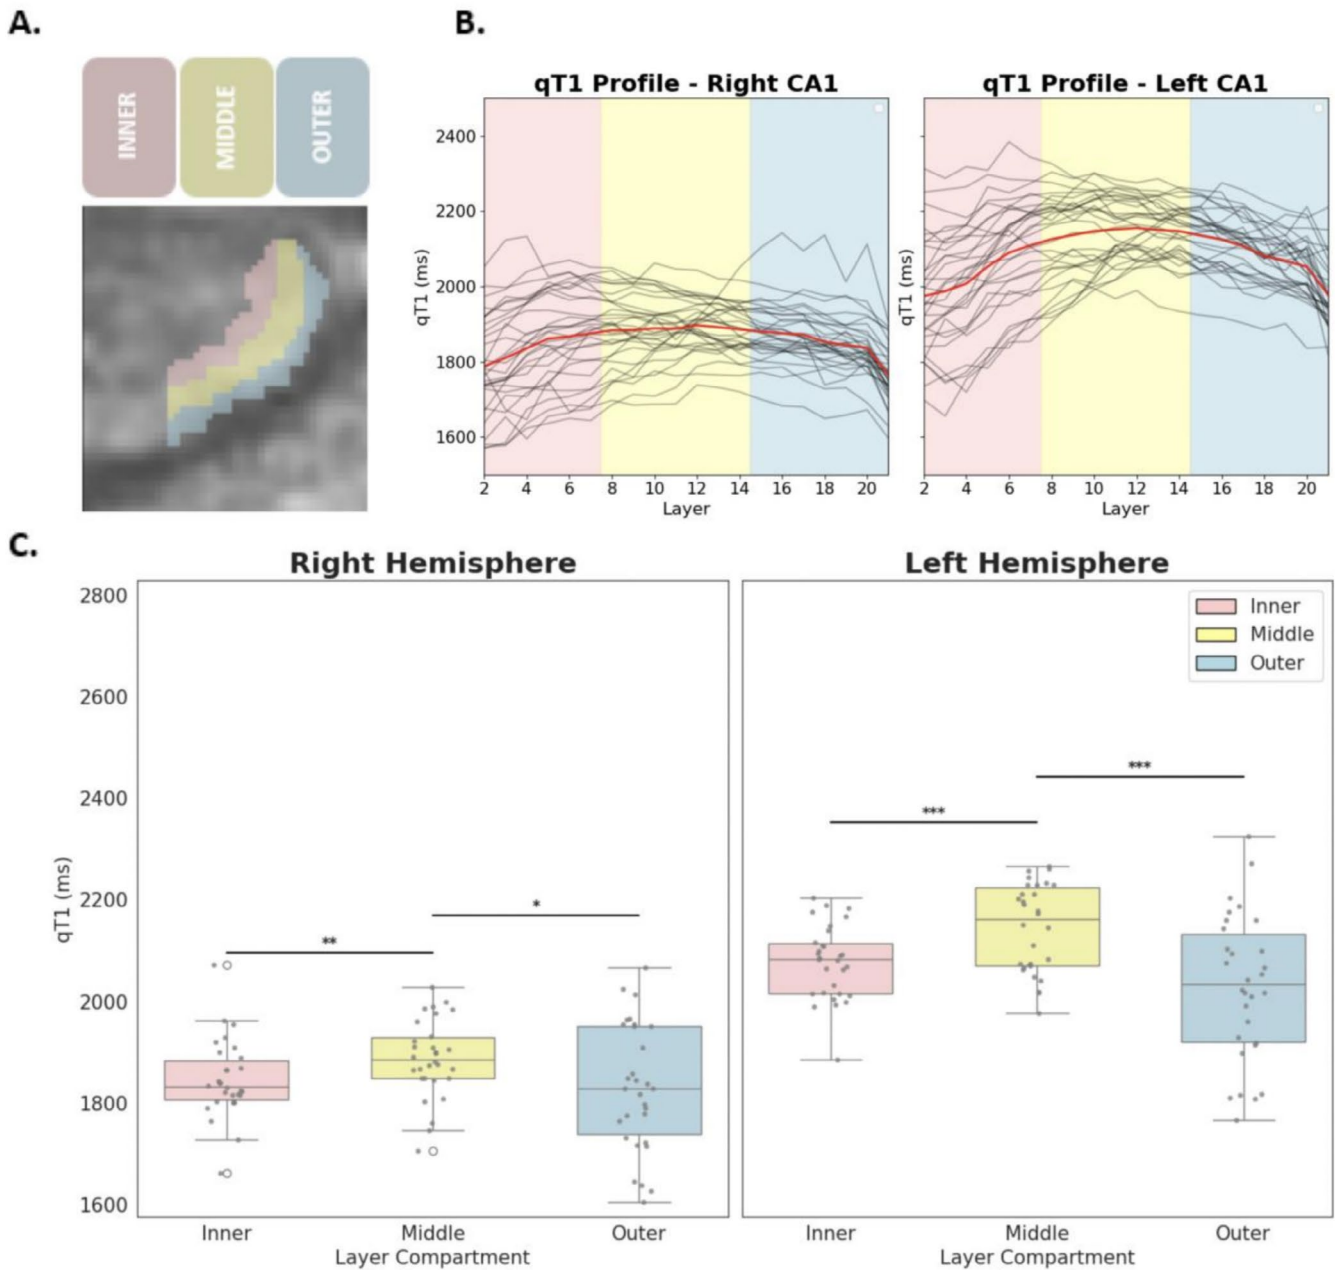 A.
INNER
MIDDLE
OUTER
B.
qT1 Profile - Right CA1
qT1 (ms)
2400
2200
2000
1800
1600
2 4 6 8 10 12 14 16 18 20
Layer
qT1 Profile - Left CA1
qT1 (ms)
2 4 6 8 10 12 14 16 18 20
Layer
C.
Right Hemisphere
qT1 (ms)
2800
2600
2400
2200
2000
1800
1600
**
*
Inner Middle Outer
Layer Compartment
Left Hemisphere
Inner
Middle
Outer
***
***
Inner Middle Outer
Layer Compartment